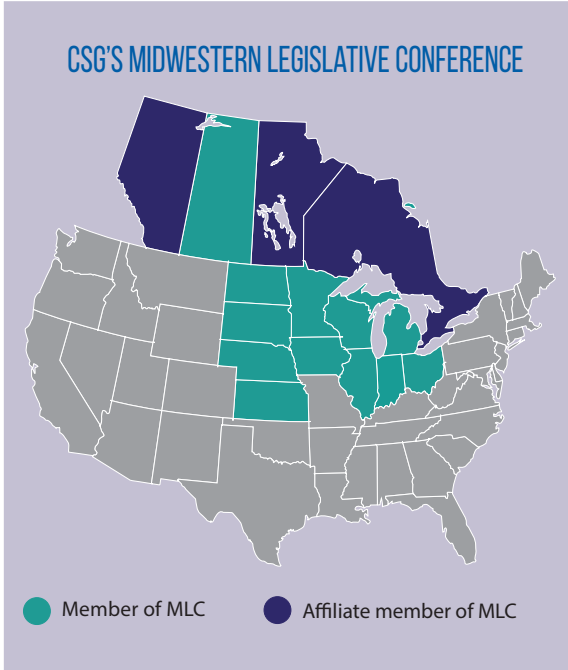 CSG'S MIDWESTERN LEGISLATIVE CONFERENCE
Member of MLC
Affiliate member of MLC